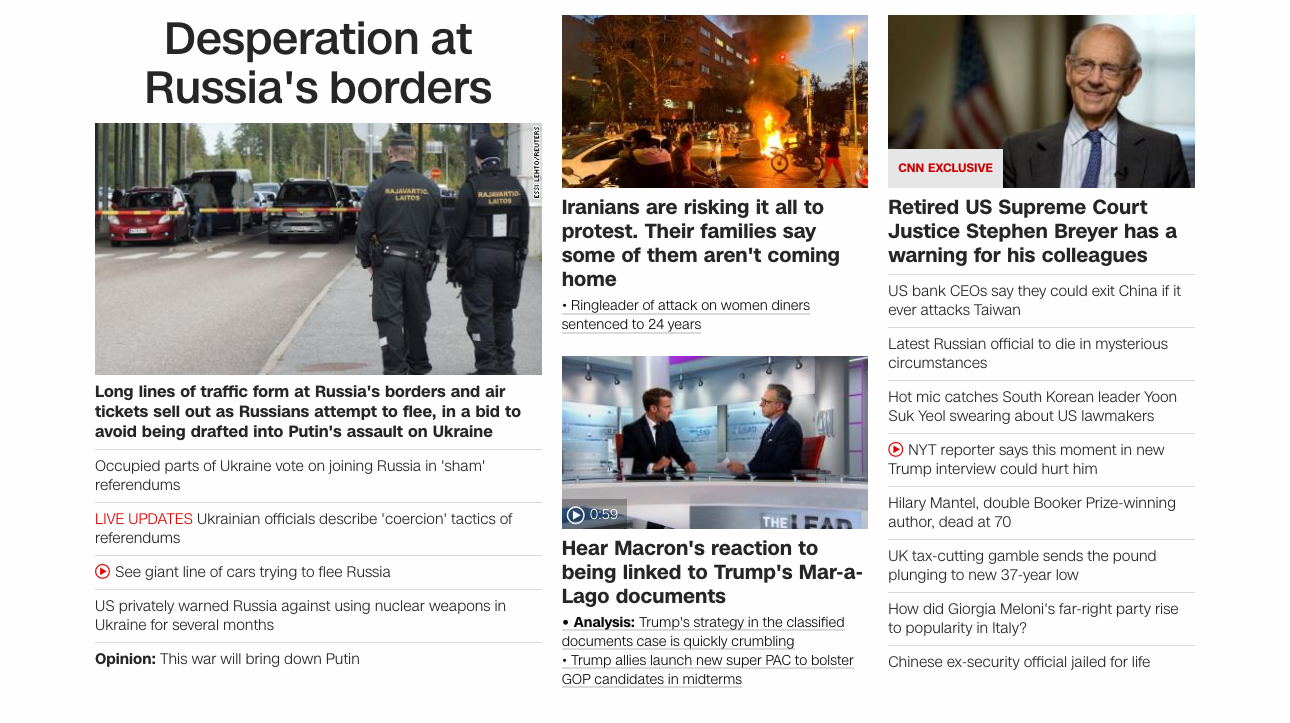 Desperation at
Russia's borders
ESSI LEHTO/REUTERS
RAJAVARTIO-
LAITOS
RAJAVARTIO-
LAITOS
Long lines of traffic form at Russia's borders and air
tickets sell out as Russians attempt to flee, in a bid to
avoid being drafted into Putin's assault on Ukraine
Occupied parts of Ukraine vote on joining Russia in 'sham'
referendums
LIVE UPDATES Ukrainian officials describe 'coercion' tactics of
referendums
See giant line of cars trying to flee Russia
US privately warned Russia against using nuclear weapons in
Ukraine for several months
Opinion: This war will bring down Putin
Iranians are risking it all to
protest. Their families say
some of them aren't coming
home
• Ringleader of attack on women diners
sentenced to 24 years
0:59
THE LEAD
Hear Macron's reaction to
being linked to Trump's Mar-a-
Lago documents
• Analysis: Trump's strategy in the classified
documents case is quickly crumbling
• Trump allies launch new super PAC to bolster
GOP candidates in midterms
CNN EXCLUSIVE
Retired US Supreme Court
Justice Stephen Breyer has a
warning for his colleagues
US bank CEOs say they could exit China if it
ever attacks Taiwan
Latest Russian official to die in mysterious
circumstances
Hot mic catches South Korean leader Yoon
Suk Yeol swearing about US lawmakers
NYT reporter says this moment in new
Trump interview could hurt him
Hilary Mantel, double Booker Prize-winning
author, dead at 70
UK tax-cutting gamble sends the pound
plunging to new 37-year low
How did Giorgia Meloni's far-right party rise
to popularity in Italy?
Chinese ex-security official jailed for life